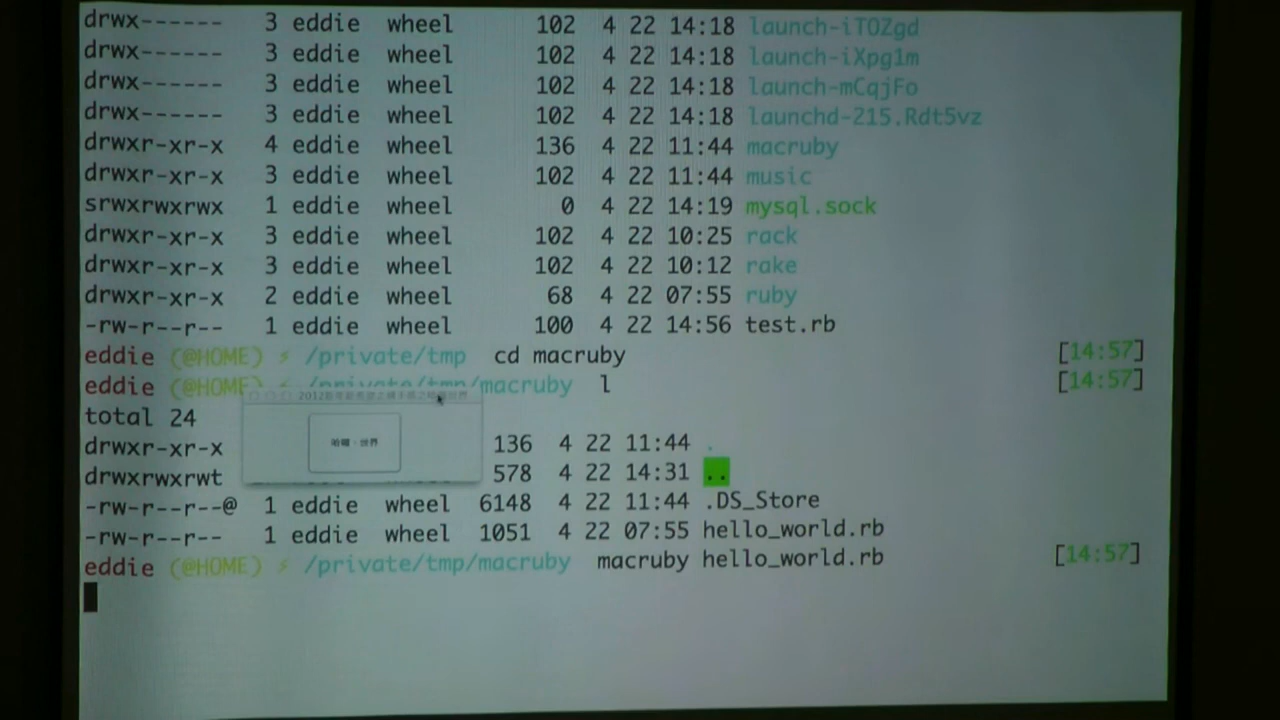 drwx------ 3 eddie wheel 102 4 22 14:18 launch-iTOZgd
drwx------ 3 eddie wheel 102 4 22 14:18 launch-iXpg1m
drwx------ 3 eddie wheel 102 4 22 14:18 launch-mCqjFo
drwx------ 3 eddie wheel 102 4 22 14:18 launchd-215.Rdt5vz
drwxr-xr-x 4 eddie wheel 136 4 22 11:44 macruby
drwxr-xr-x 3 eddie wheel 102 4 22 11:44 music
srwxrwxrwx 1 eddie wheel 0 4 22 14:19 mysql.sock
drwxr-xr-x 3 eddie wheel 102 4 22 10:25 rack
drwxr-xr-x 3 eddie wheel 102 4 22 10:12 rake
drwxr-xr-x 2 eddie wheel 68 4 22 07:55 ruby
-rw-r--r-- 1 eddie wheel 100 4 22 14:56 test.rb
eddie (@HOME) ⚡ /private/tmp cd macruby [14:57]
eddie (@HOME) ⚡ /private/tmp/macruby l [14:57]
total 24
哈囉，世界
drwxr-xr-x 136 4 22 11:44 .
drwxrwxrwt 578 4 22 14:31 ..
-rw-r--r--@ 1 eddie wheel 6148 4 22 11:44 .DS_Store
-rw-r--r-- 1 eddie wheel 1051 4 22 07:55 hello_world.rb
eddie (@HOME) ⚡ /private/tmp/macruby macruby hello_world.rb [14:57]